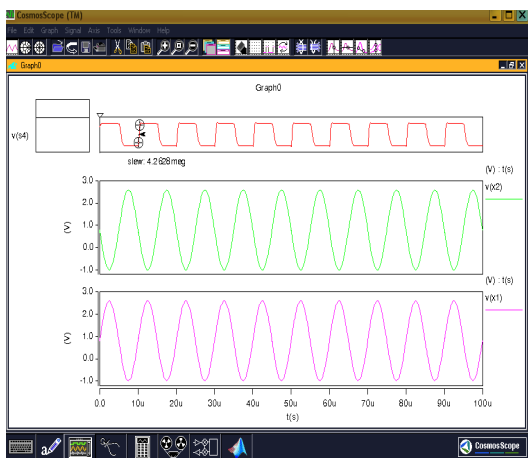 CosmosScope (TM)
File Edit Graph Signal Axis Tools Window Help
Graph0
Graph0
v(s4)
slew: 4.2628meg
(V) : t(s)
v(x2)
3.0
2.0
(V)
1.0
0.0
-1.0
(V) : t(s)
v(x1)
3.0
2.0
(V)
1.0
0.0
-1.0
0.0 10u 20u 30u 40u 50u 60u 70u 80u 90u 100u
t(s)
a
CosmosScope